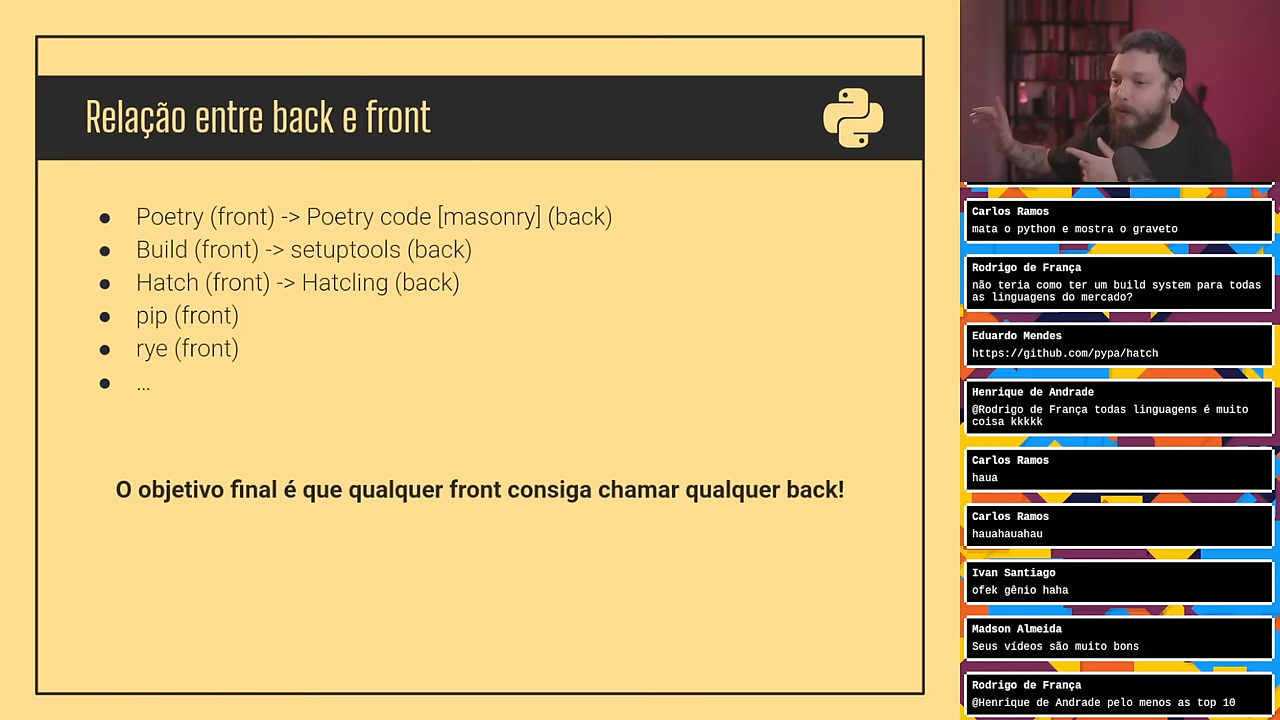 Relação entre back e front
● Poetry (front) -> Poetry code [masonry] (back)
● Build (front) -> setuptools (back)
● Hatch (front) -> Hatcling (back)
● pip (front)
● rye (front)
● ...
O objetivo final é que qualquer front consiga chamar qualquer back!
Carlos Ramos
mata o python e mostra o graveto
Rodrigo de França
não teria como ter um build system para todas
as linguagens do mercado?
Eduardo Mendes
https://github.com/pypa/hatch
Henrique de Andrade
@Rodrigo de França todas linguagens é muito
coisa kkkkk
Carlos Ramos
haua
Carlos Ramos
hauahauahau
Ivan Santiago
ofek gênio haha
Madson Almeida
Seus vídeos são muito bons
Rodrigo de França
@Henrique de Andrade pelo menos as top 10